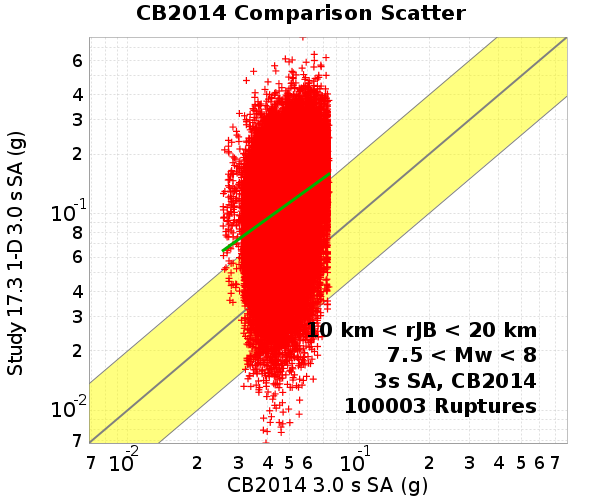 CB2014 Comparison Scatter
Study 17.3 1-D 3.0 s SA (g)
6
4
3
2
10-1
8
6
4
3
2
10-2
7
10 km < rJB < 20 km
7.5 < Mw < 8
3s SA, CB2014
100003 Ruptures
7 10-2 2 3 4 5 6 10-1 2 3 4 5 6 7
CB2014 3.0 s SA (g)